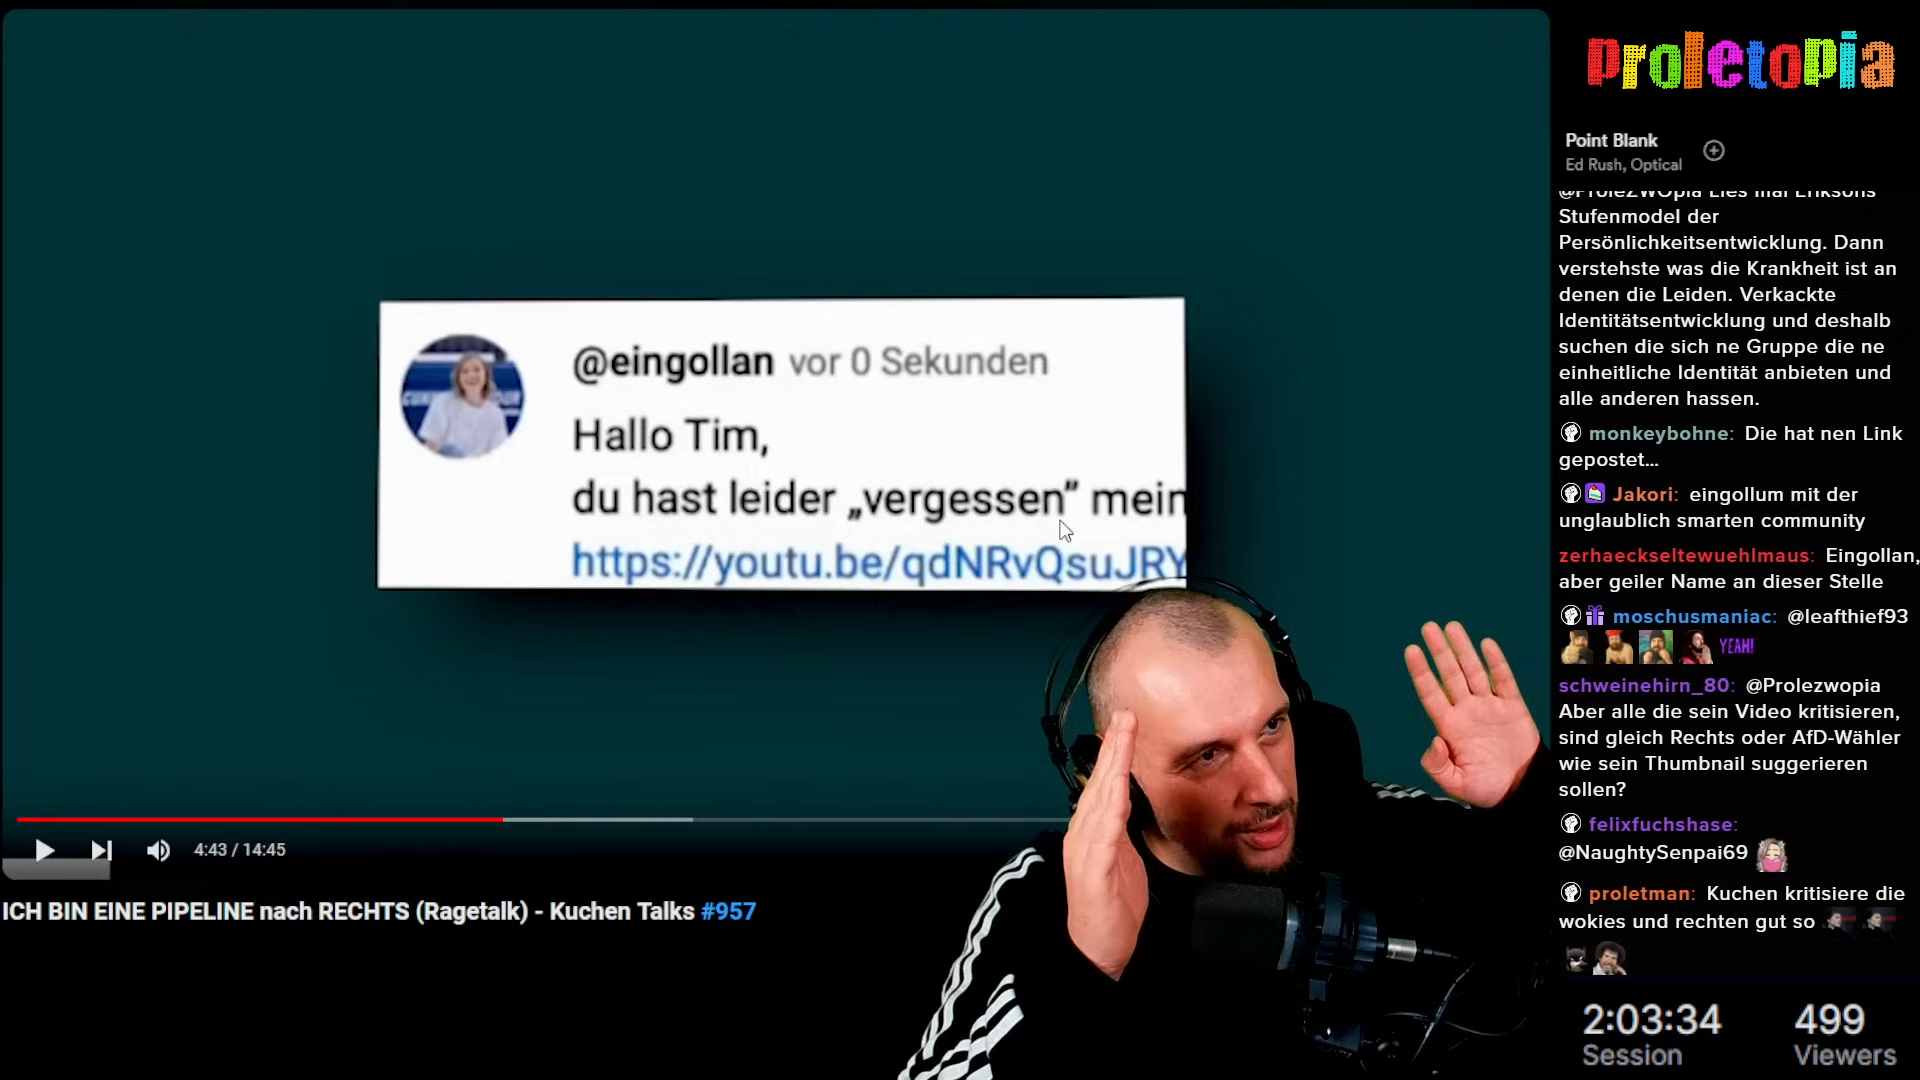 @eingollan vor 0 Sekunden
Hallo Tim,
du hast leider „vergessen” mein
https://youtu.be/qdNRvQsuJRY
4:43 / 14:45
ICH BIN EINE PIPELINE nach RECHTS (Ragetalk) - Kuchen Talks #957
Proletopia
Point Blank
Ed Rush, Optical
@ProleZWOpia Lies mal Eriksons
Stufenmodel der
Persönlichkeitsentwicklung. Dann
verstehste was die Krankheit ist an
denen die Leiden. Verkackte
Identitätsentwicklung und deshalb
suchen die sich ne Gruppe die ne
einheitliche Identität anbieten und
alle anderen hassen.
monkeybohne: Die hat nen Link
gepostet...
Jakori: eingollum mit der
unglaublich smarten community
zerhaeckseltewuehlmaus: Eingollan,
aber geiler Name an dieser Stelle
moschusmaniac: @leafthief93
YEAH!
schweinehirn_80: @Prolezwopia
Aber alle die sein Video kritisieren,
sind gleich Rechts oder AfD-Wähler
wie sein Thumbnail suggerieren
sollen?
felixfuchshase:
@NaughtySenpai69
proletman: Kuchen kritisiere die
wokies und rechten gut so
2:03:34
Session
499
Viewers